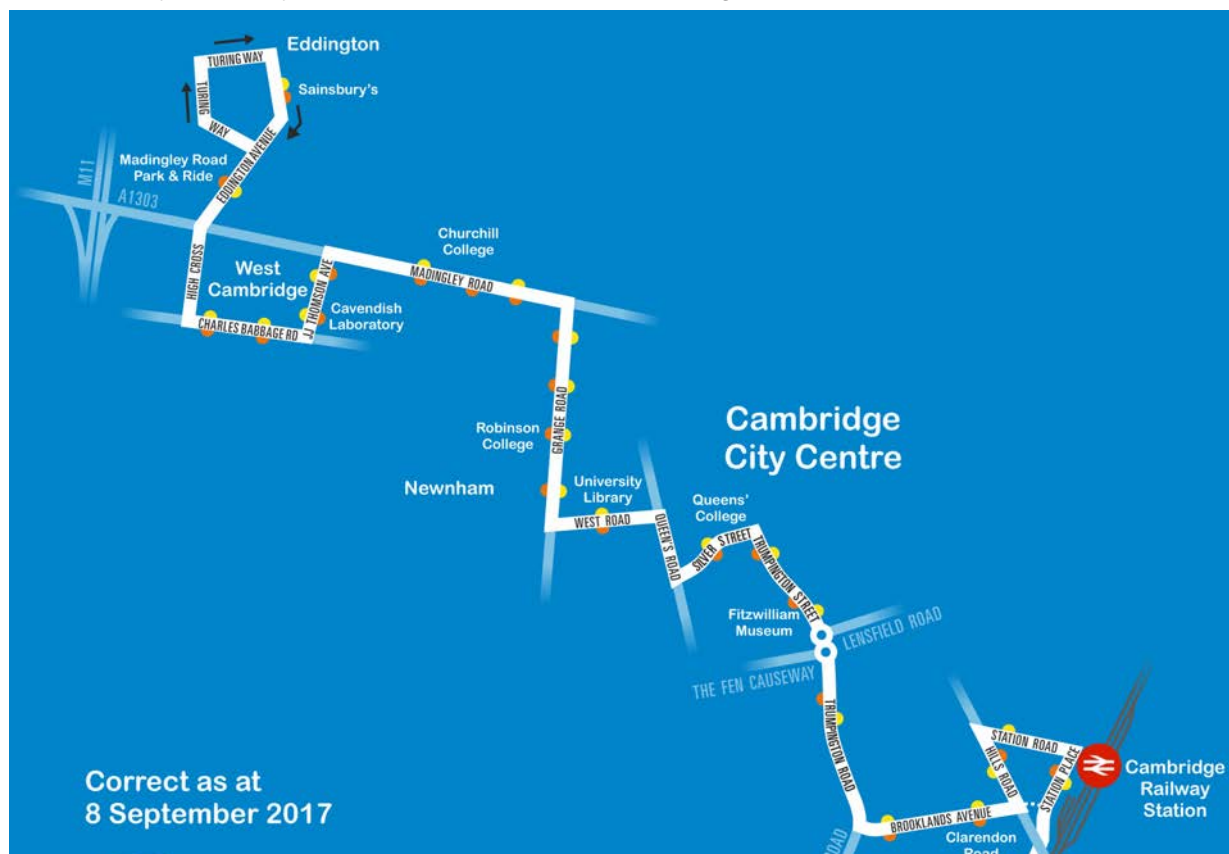 Eddington
TURING WAY
Sainsbury's
TURING
WAY
EDDINGTON AVENUE
Madingley Road
Park & Ride
M11
A1303
HIGH CROSS
West
Cambridge
CHARLES BABBAGE RD
JJ THOMSON AVE
Cavendish
Laboratory
Churchill
College
MADINGLEY ROAD
GRANGE ROAD
Robinson
College
Newnham
University
Library
WEST ROAD
QUEEN'S ROAD
Cambridge
City Centre
Queens'
College
SILVER STREET
TRUMPINGTON STREET
Fitzwilliam
Museum
LENSFIELD ROAD
THE FEN CAUSEWAY
TRUMPINGTON ROAD
STATION ROAD
HILLS ROAD
STATION PLACE
Cambridge
Railway
Station
BROOKLANDS AVENUE
Clarendon
Road
OAD
Correct as at
8 September 2017